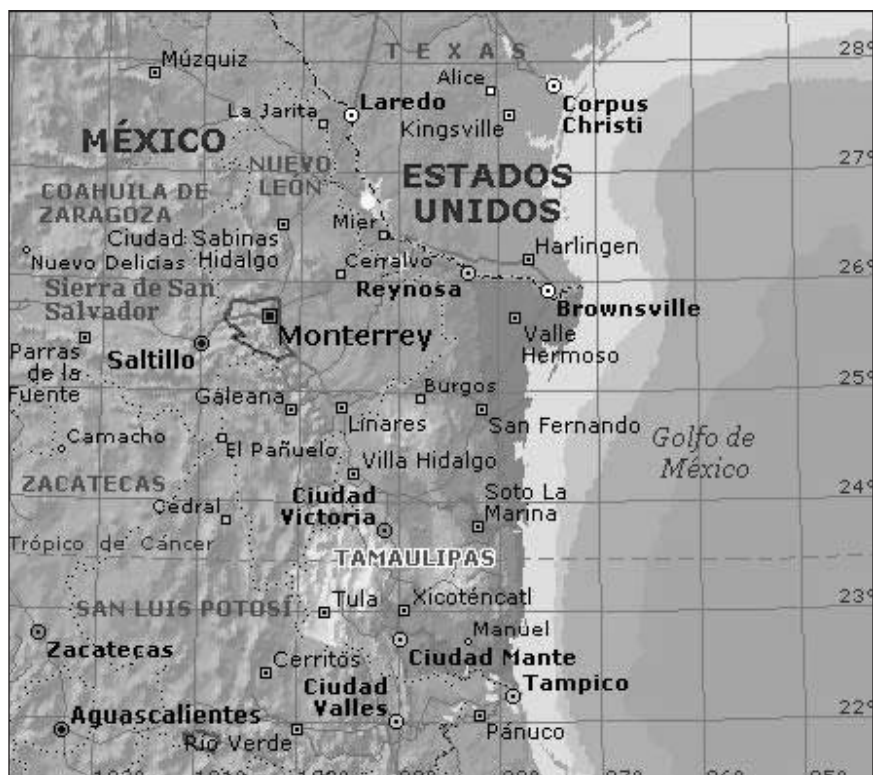 TEXAS
28°
Múzquiz
Alice
La Jarita
Laredo
Corpus
Christi
Kingsville
MÉXICO
NUEVO
LEÓN
27°
ESTADOS
UNIDOS
COAHUILA DE
ZARAGOZA
Mier
Ciudad Sabinas
Hidalgo
Harlingen
Nuevo Delicias
Cerralvo
26°
Reynosa
Sierra de San
Salvador
Brownsville
Monterrey
Valle
Hermoso
Parras
de la
Fuente
Saltillo
25°
Burgos
Galeana
Linares
San Fernando
Camacho
El Pañuelo
Golfo de
México
Villa Hidalgo
ZACATECAS
Ciudad
Victoria
Soto La
Marina
24°
Cedral
Trópico de Cáncer
TAMAULIPAS
23°
SAN LUIS POTOSÍ
Tula
Xicoténcatl
Manuel
Zacatecas
Ciudad Mante
Cerritos
Ciudad
Valles
Tampico
22°
Aguascalientes
Río Verde
Pánuco